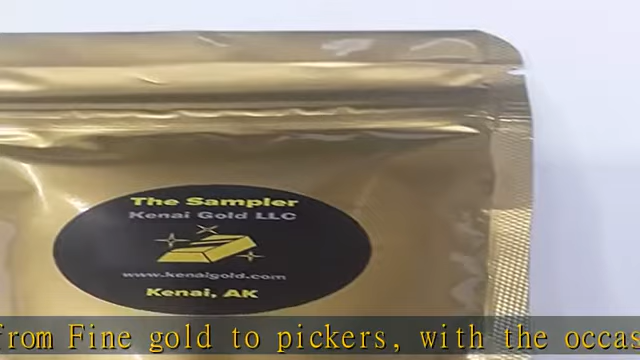 The Sampler
Kenai Gold LLC
www.kenaigold.com
Kenai, AK
from Fine gold to pickers, with the occas